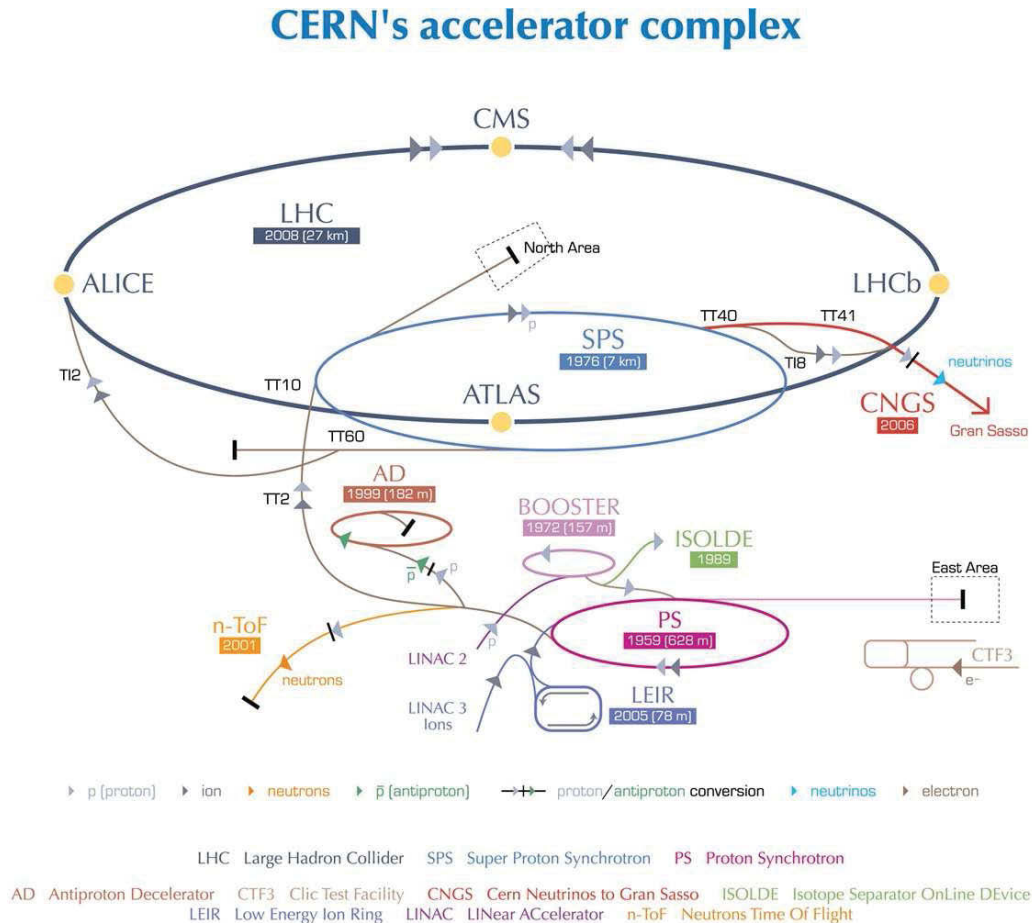 CERN's accelerator complex
CMS
LHC
2008 (27 km)
North Area
ALICE
LHCb
p
TT40
TT41
SPS
1976 (7 km)
TI2
TT10
TI8
neutrinos
ATLAS
CNGS
2006
Gran Sasso
TT60
AD
1999 (182 m)
TT2
BOOSTER
1972 (157 m)
ISOLDE
1989
p̄
p
East Area
n-ToF
2001
PS
1959 (628 m)
LINAC 2
p
neutrons
CTF3
e-
LEIR
2005 (78 m)
LINAC 3
Ions
p (proton) ion neutrons p̄ (antiproton) proton/antiproton conversion neutrinos electron
LHC Large Hadron Collider SPS Super Proton Synchrotron PS Proton Synchrotron
AD Antiproton Decelerator CTF3 Clic Test Facility CNGS Cern Neutrinos to Gran Sasso ISOLDE Isotope Separator OnLine DEvice
LEIR Low Energy Ion Ring LINAC LINear ACcelerator n-ToF Neutrons Time Of Flight